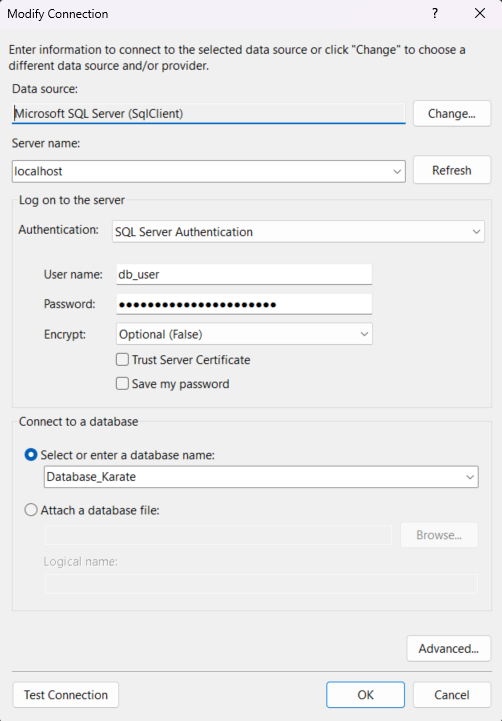 Modify Connection
?
Enter information to connect to the selected data source or click "Change" to choose a
different data source and/or provider.
Data source:
Microsoft SQL Server (SqlClient)
Change...
Server name:
localhost
Refresh
Log on to the server
Authentication:
SQL Server Authentication
User name:
db_user
Password:
●●●●●●●●●●●●●●●●●●●●●●
Encrypt:
Optional (False)
Trust Server Certificate
Save my password
Connect to a database
Select or enter a database name:
Database_Karate
Attach a database file:
Browse...
Logical name:
Advanced...
Test Connection
OK
Cancel